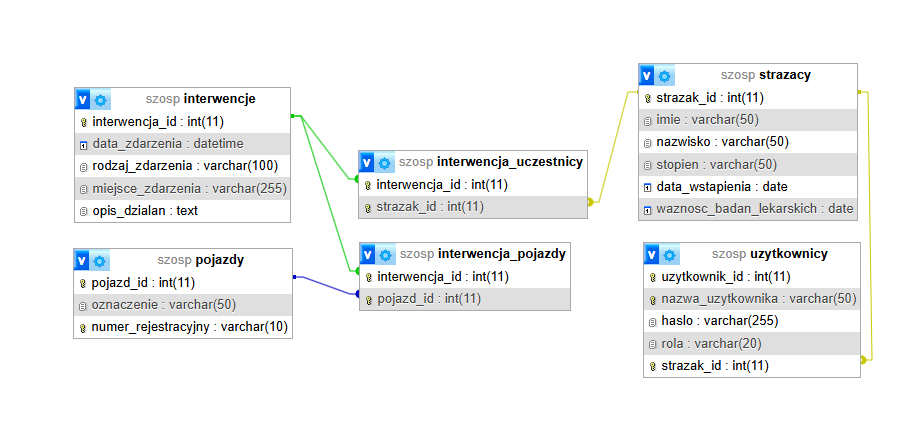 szosp interwencje
interwencja_id : int(11)
data_zdarzenia : datetime
rodzaj_zdarzenia : varchar(100)
miejsce_zdarzenia : varchar(255)
opis_dzialan : text
szosp pojazdy
pojazd_id : int(11)
oznaczenie : varchar(50)
numer_rejestracyjny : varchar(10)
szosp interwencja_uczestnicy
interwencja_id : int(11)
strazak_id : int(11)
szosp interwencja_pojazdy
interwencja_id : int(11)
pojazd_id : int(11)
szosp strazacy
strazak_id : int(11)
imie : varchar(50)
nazwisko : varchar(50)
stopien : varchar(50)
data_wstapienia : date
waznosc_badan_lekarskich : date
szosp uzytkownicy
uzytkownik_id : int(11)
nazwa_uzytkownika : varchar(50)
haslo : varchar(255)
rola : varchar(20)
strazak_id : int(11)